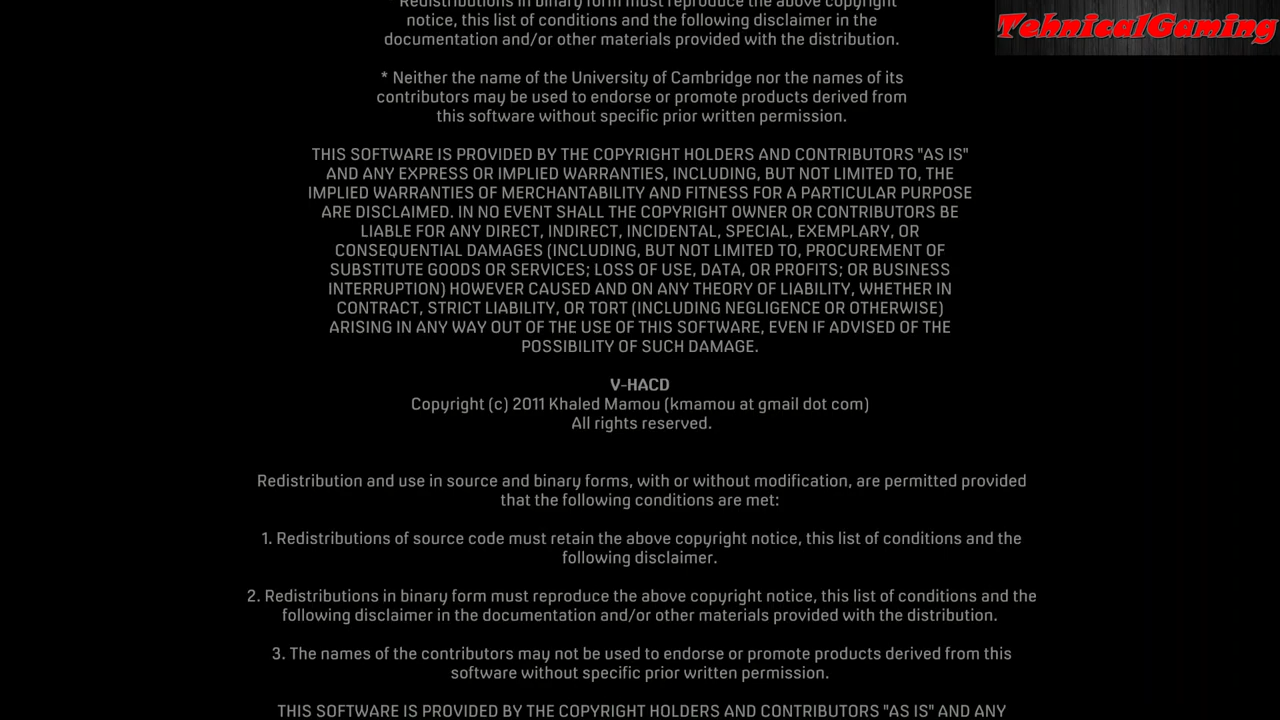 * Redistributions in binary form must reproduce the above copyright
notice, this list of conditions and the following disclaimer in the
documentation and/or other materials provided with the distribution.
TehnicalGaming
* Neither the name of the University of Cambridge nor the names of its
contributors may be used to endorse or promote products derived from
this software without specific prior written permission.
THIS SOFTWARE IS PROVIDED BY THE COPYRIGHT HOLDERS AND CONTRIBUTORS "AS IS"
AND ANY EXPRESS OR IMPLIED WARRANTIES, INCLUDING, BUT NOT LIMITED TO, THE
IMPLIED WARRANTIES OF MERCHANTABILITY AND FITNESS FOR A PARTICULAR PURPOSE
ARE DISCLAIMED. IN NO EVENT SHALL THE COPYRIGHT OWNER OR CONTRIBUTORS BE
LIABLE FOR ANY DIRECT, INDIRECT, INCIDENTAL, SPECIAL, EXEMPLARY, OR
CONSEQUENTIAL DAMAGES (INCLUDING, BUT NOT LIMITED TO, PROCUREMENT OF
SUBSTITUTE GOODS OR SERVICES; LOSS OF USE, DATA, OR PROFITS; OR BUSINESS
INTERRUPTION) HOWEVER CAUSED AND ON ANY THEORY OF LIABILITY, WHETHER IN
CONTRACT, STRICT LIABILITY, OR TORT (INCLUDING NEGLIGENCE OR OTHERWISE)
ARISING IN ANY WAY OUT OF THE USE OF THIS SOFTWARE, EVEN IF ADVISED OF THE
POSSIBILITY OF SUCH DAMAGE.
V-HACD
Copyright (c) 2011 Khaled Mamou (kmamou at gmail dot com)
All rights reserved.
Redistribution and use in source and binary forms, with or without modification, are permitted provided
that the following conditions are met:
1. Redistributions of source code must retain the above copyright notice, this list of conditions and the
following disclaimer.
2. Redistributions in binary form must reproduce the above copyright notice, this list of conditions and the
following disclaimer in the documentation and/or other materials provided with the distribution.
3. The names of the contributors may not be used to endorse or promote products derived from this
software without specific prior written permission.
THIS SOFTWARE IS PROVIDED BY THE COPYRIGHT HOLDERS AND CONTRIBUTORS "AS IS" AND ANY